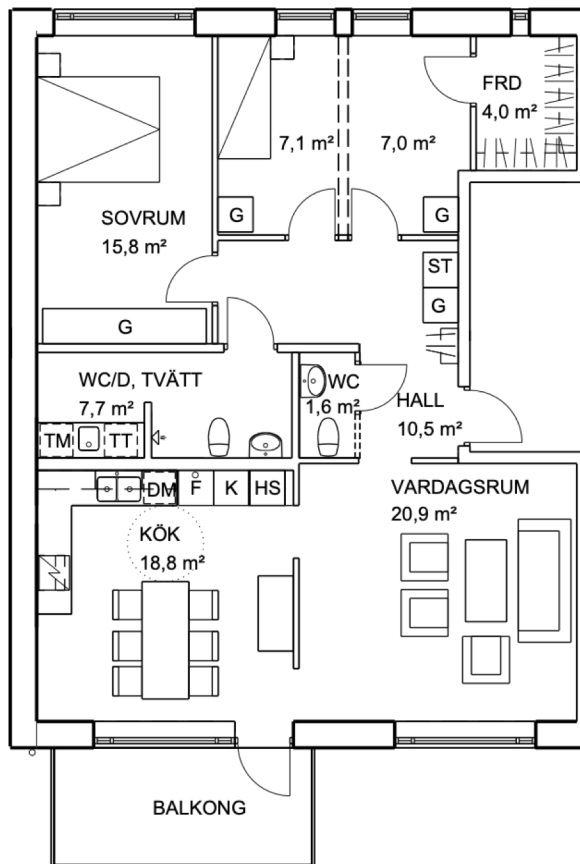 FRD
4,0 m²
7,1 m²
7,0 m²
SOVRUM
15,8 m²
G
G
ST
G
G
WC/D, TVÄTT
7,7 m²
WC
1,6 m²
HALL
10,5 m²
TM
TT
DM
F
K
HS
VARDAGSRUM
20,9 m²
KÖK
18,8 m²
BALKONG